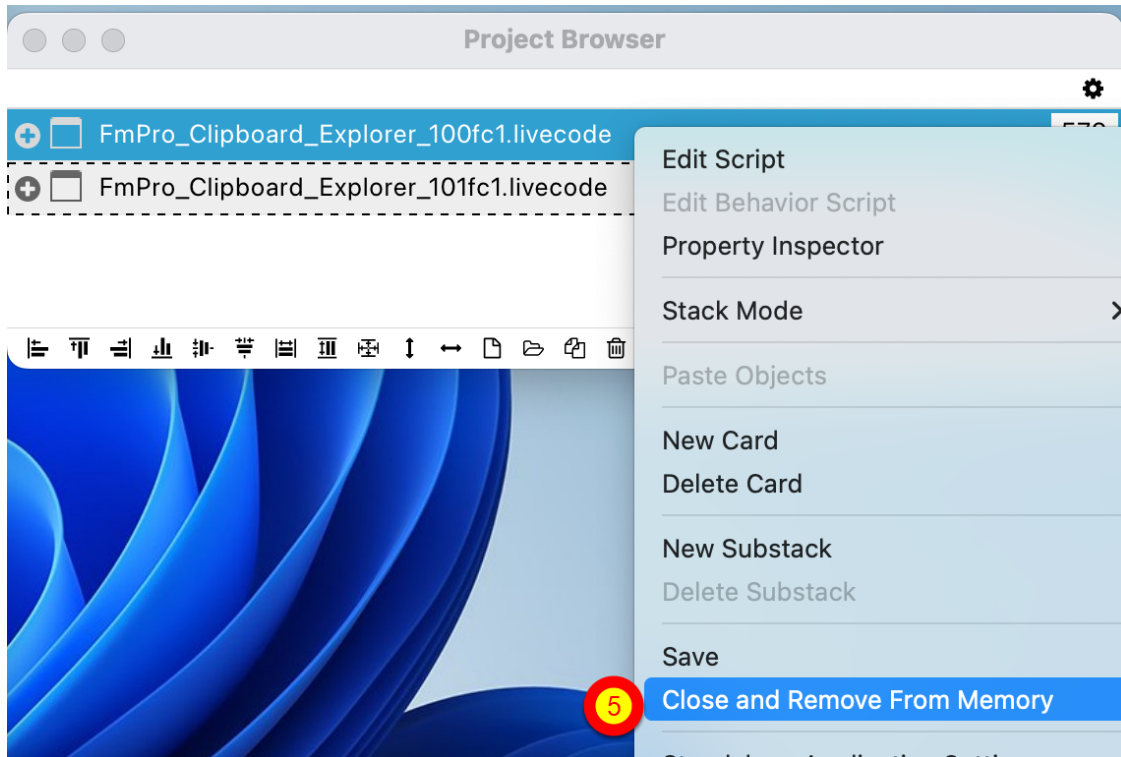 Project Browser
FmPro_Clipboard_Explorer_100fc1.livecode
FmPro_Clipboard_Explorer_101fc1.livecode
Edit Script
Edit Behavior Script
Property Inspector
Stack Mode
Paste Objects
New Card
Delete Card
New Substack
Delete Substack
Save
5
Close and Remove From Memory